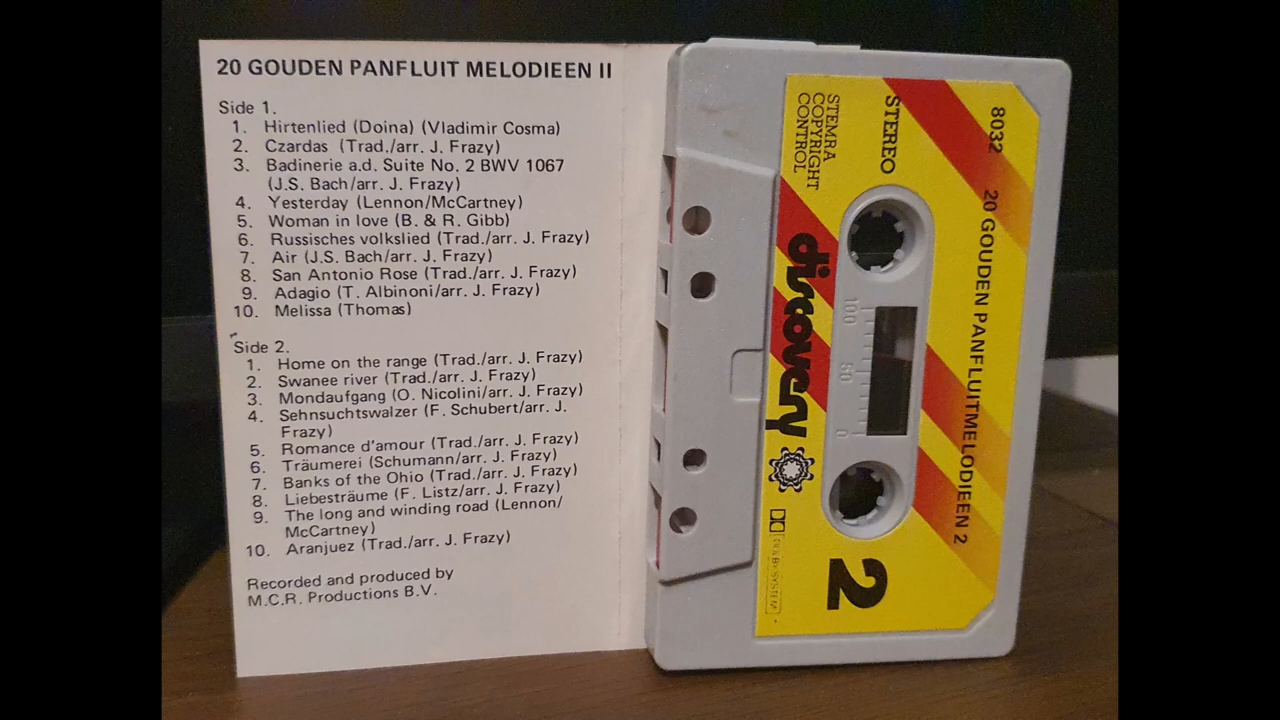 20 GOUDEN PANFLUIT MELODIEEN II
Side 1.
1. Hirtenlied (Doina) (Vladimir Cosma)
2. Czardas (Trad./arr. J. Frazy)
3. Badinerie a.d. Suite No. 2 BWV 1067
(J.S. Bach/arr. J. Frazy)
4. Yesterday (Lennon/McCartney)
5. Woman in love (B. & R. Gibb)
6. Russisches volkslied (Trad./arr. J. Frazy)
7. Air (J.S. Bach/arr. J. Frazy)
8. San Antonio Rose (Trad./arr. J. Frazy)
9. Adagio (T. Albinoni/arr. J. Frazy)
10. Melissa (Thomas)
Side 2.
1. Home on the range (Trad./arr. J. Frazy)
2. Swanee river (Trad./arr. J. Frazy)
3. Mondaufgang (O. Nicolini/arr. J. Frazy)
4. Sehnsuchtswalzer (F. Schubert/arr. J.
Frazy)
5. Romance d'amour (Trad./arr. J. Frazy)
6. Träumerei (Schumann/arr. J. Frazy)
7. Banks of the Ohio (Trad./arr. J. Frazy)
8. Liebesträume (F. Listz/arr. J. Frazy)
9. The long and winding road (Lennon/
McCartney)
10. Aranjuez (Trad./arr. J. Frazy)
Recorded and produced by
M.C.R. Productions B.V.
8032 20 GOUDEN PANFLUITMELODIEEN 2
STEREO
2
STEMRA
COPYRIGHT
CONTROL
100 50 0
discovery
DOLBY SYSTEM